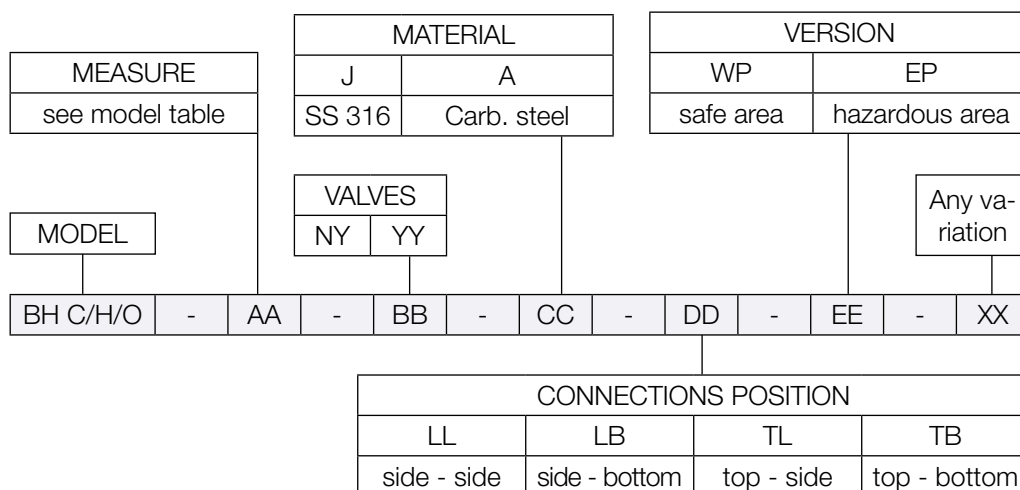 MATERIAL
J A
SS 316 Carb. steel
VERSION
WP EP
safe area hazardous area
MEASURE
see model table
VALVES
NY YY
Any va-
riation
MODEL
BH C/H/O - AA - BB - CC - DD - EE - XX
CONNECTIONS POSITION
LL LB TL TB
side - side side - bottom top - side top - bottom